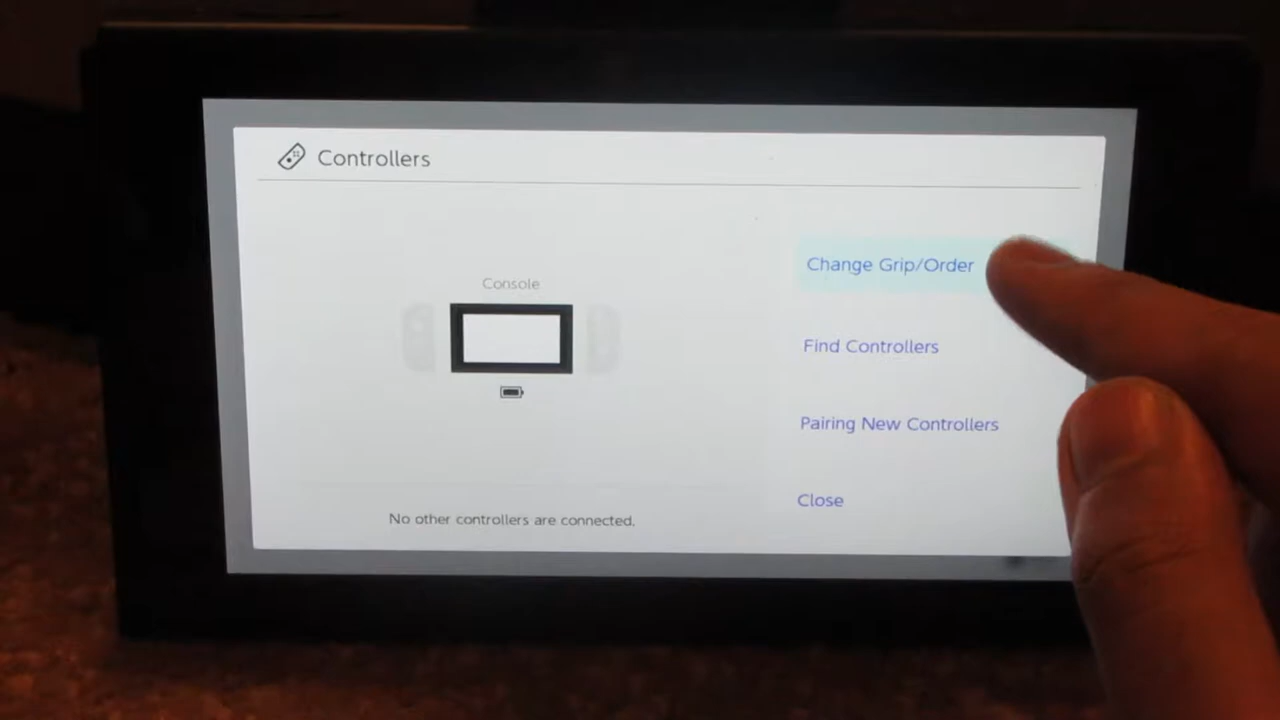 Controllers
Console
Change Grip/Order
Find Controllers
Pairing New Controllers
Close
No other controllers are connected.